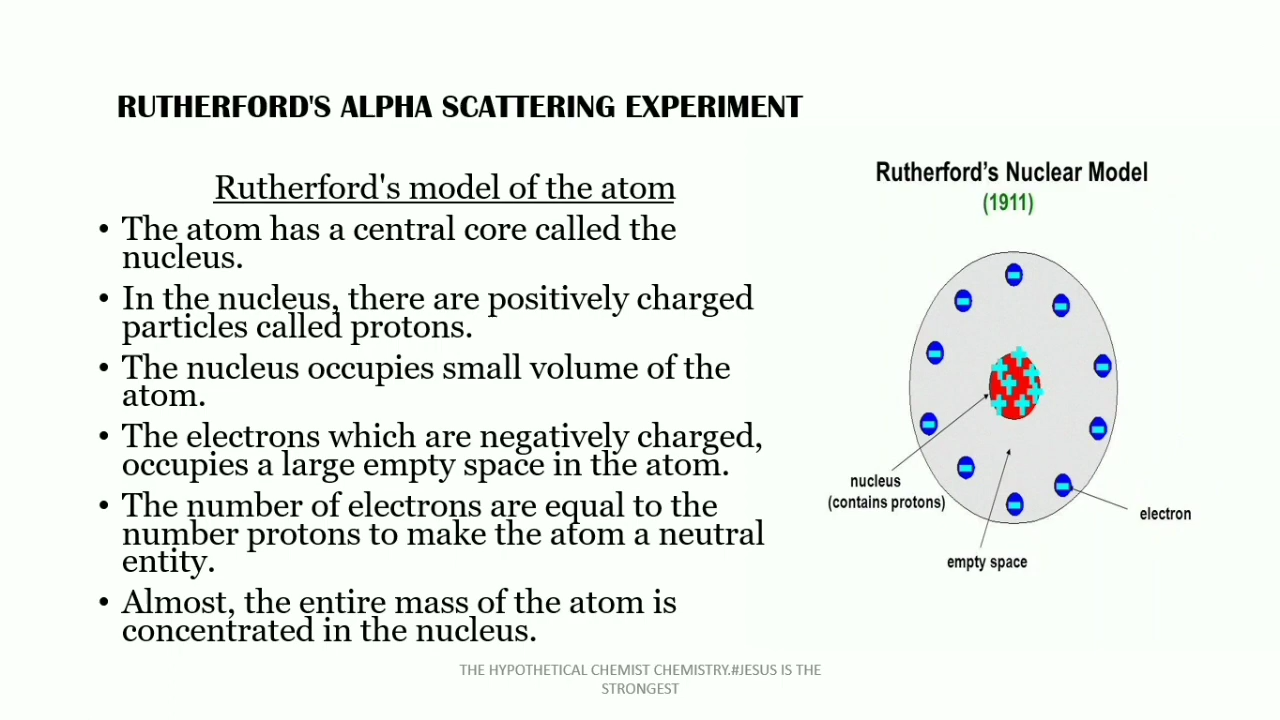 RUTHERFORD'S ALPHA SCATTERING EXPERIMENT
Rutherford's model of the atom
• The atom has a central core called the
nucleus.
• In the nucleus, there are positively charged
particles called protons.
• The nucleus occupies small volume of the
atom.
• The electrons which are negatively charged,
occupies a large empty space in the atom.
• The number of electrons are equal to the
number protons to make the atom a neutral
entity.
• Almost, the entire mass of the atom is
concentrated in the nucleus.
Rutherford's Nuclear Model
(1911)
nucleus
(contains protons)
electron
empty space
THE HYPOTHETICAL CHEMIST CHEMISTRY.#JESUS IS THE
STRONGEST